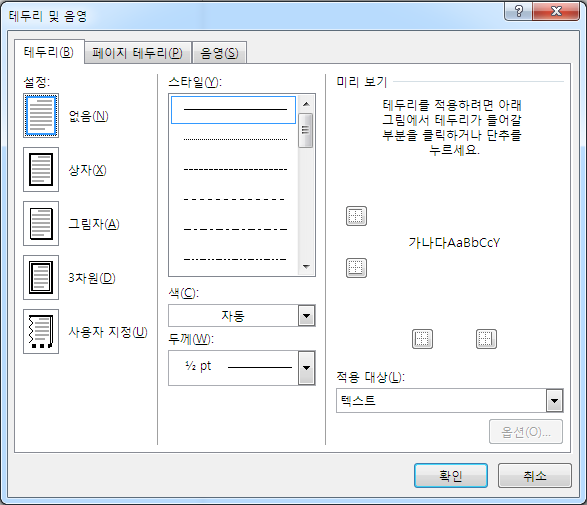 테두리 및 음영
테두리(B) 페이지 테두리(P) 음영(S)
설정:
없음(N)
상자(X)
그림자(A)
3차원(D)
사용자 지정(U)
스타일(Y):
색(C):
자동
두께(W):
½ pt
미리 보기
테두리를 적용하려면 아래
그림에서 테두리가 들어갈
부분을 클릭하거나 단추를
누르세요.
가나다AaBbCcY
적용 대상(L):
텍스트
옵션(O)...
확인 취소